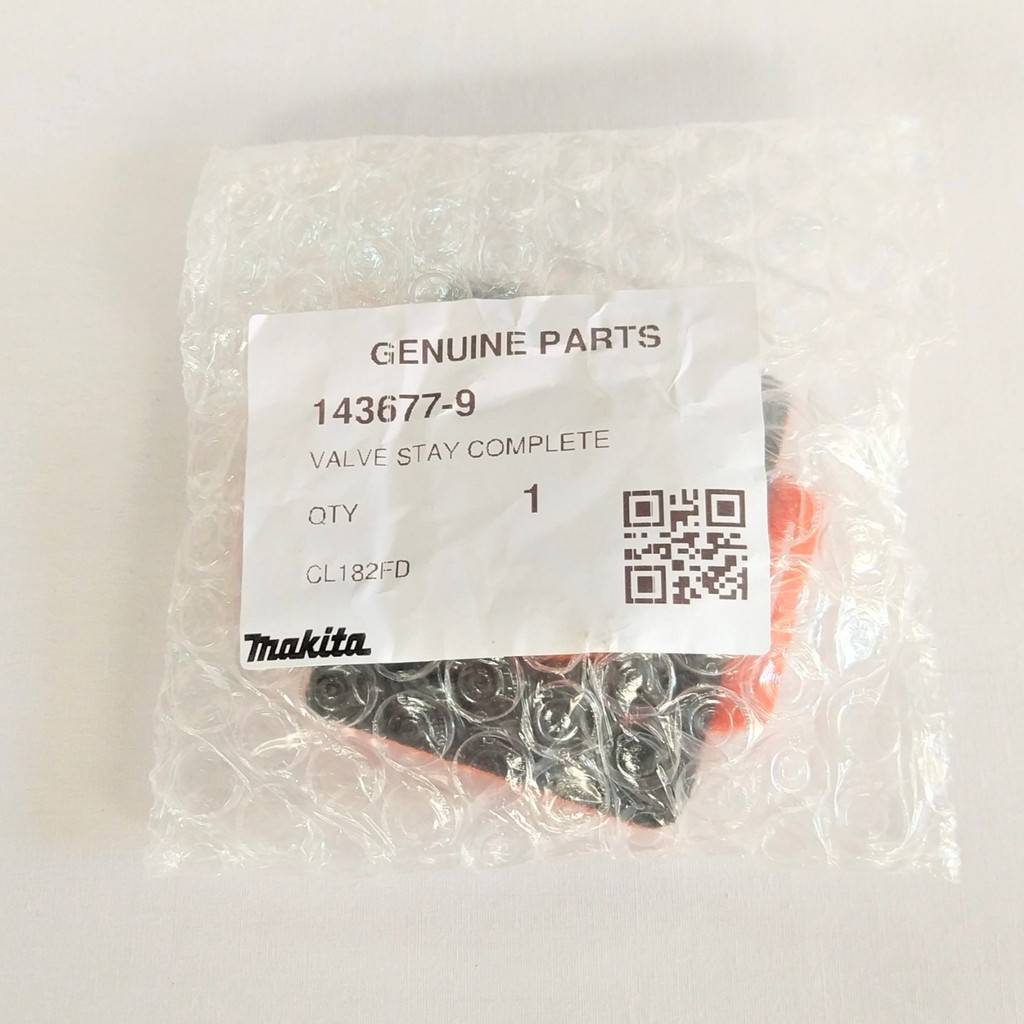 GENUINE PARTS
143677-9
VALVE STAY COMPLETE
QTY 1
CL182FD
makita